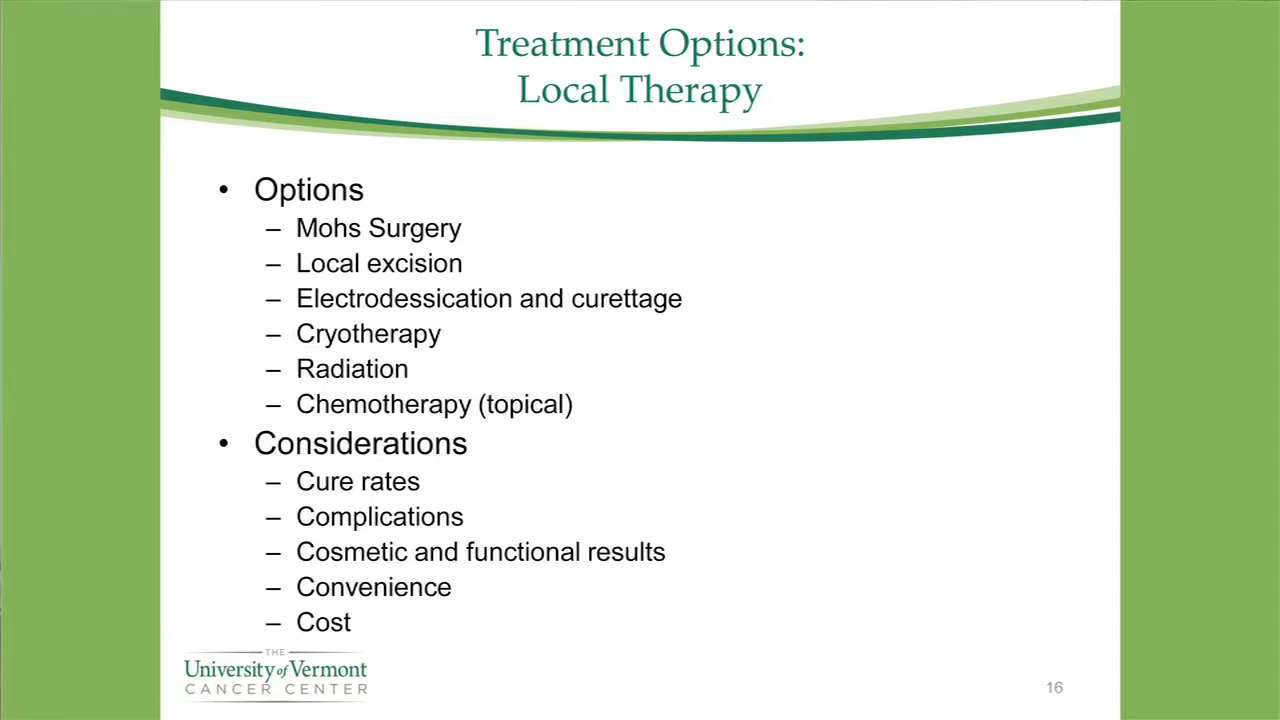 Treatment Options:
Local Therapy
• Options
– Mohs Surgery
– Local excision
– Electrodessication and curettage
– Cryotherapy
– Radiation
– Chemotherapy (topical)
• Considerations
– Cure rates
– Complications
– Cosmetic and functional results
– Convenience
– Cost
THE
University of Vermont
CANCER CENTER
16